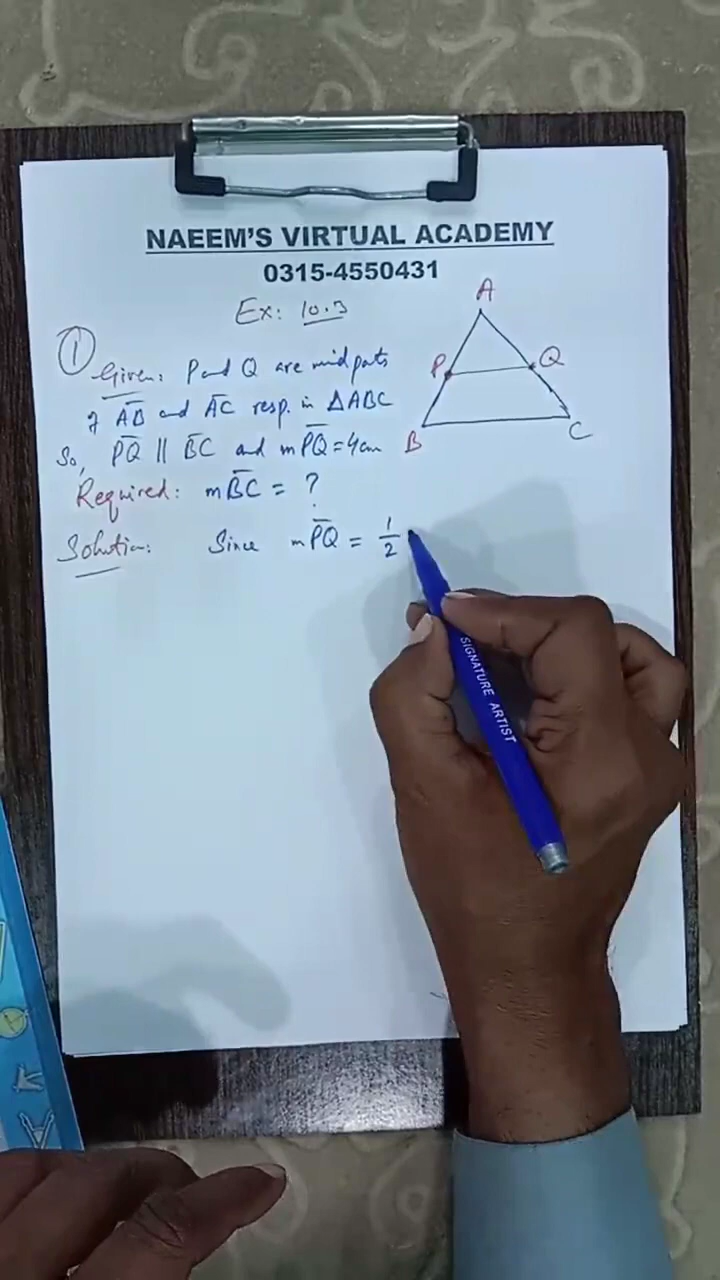 NAEEM'S VIRTUAL ACADEMY
0315-4550431
Ex: 10.3
A
P
Q
B
C
① Given: P and Q are midpoints
of AB and AC resp. in ΔABC
So, PQ || BC and mPQ = 4cm
Required: mBC = ?
Solution: Since mPQ = 1/2
SIGNATURE ARTIST